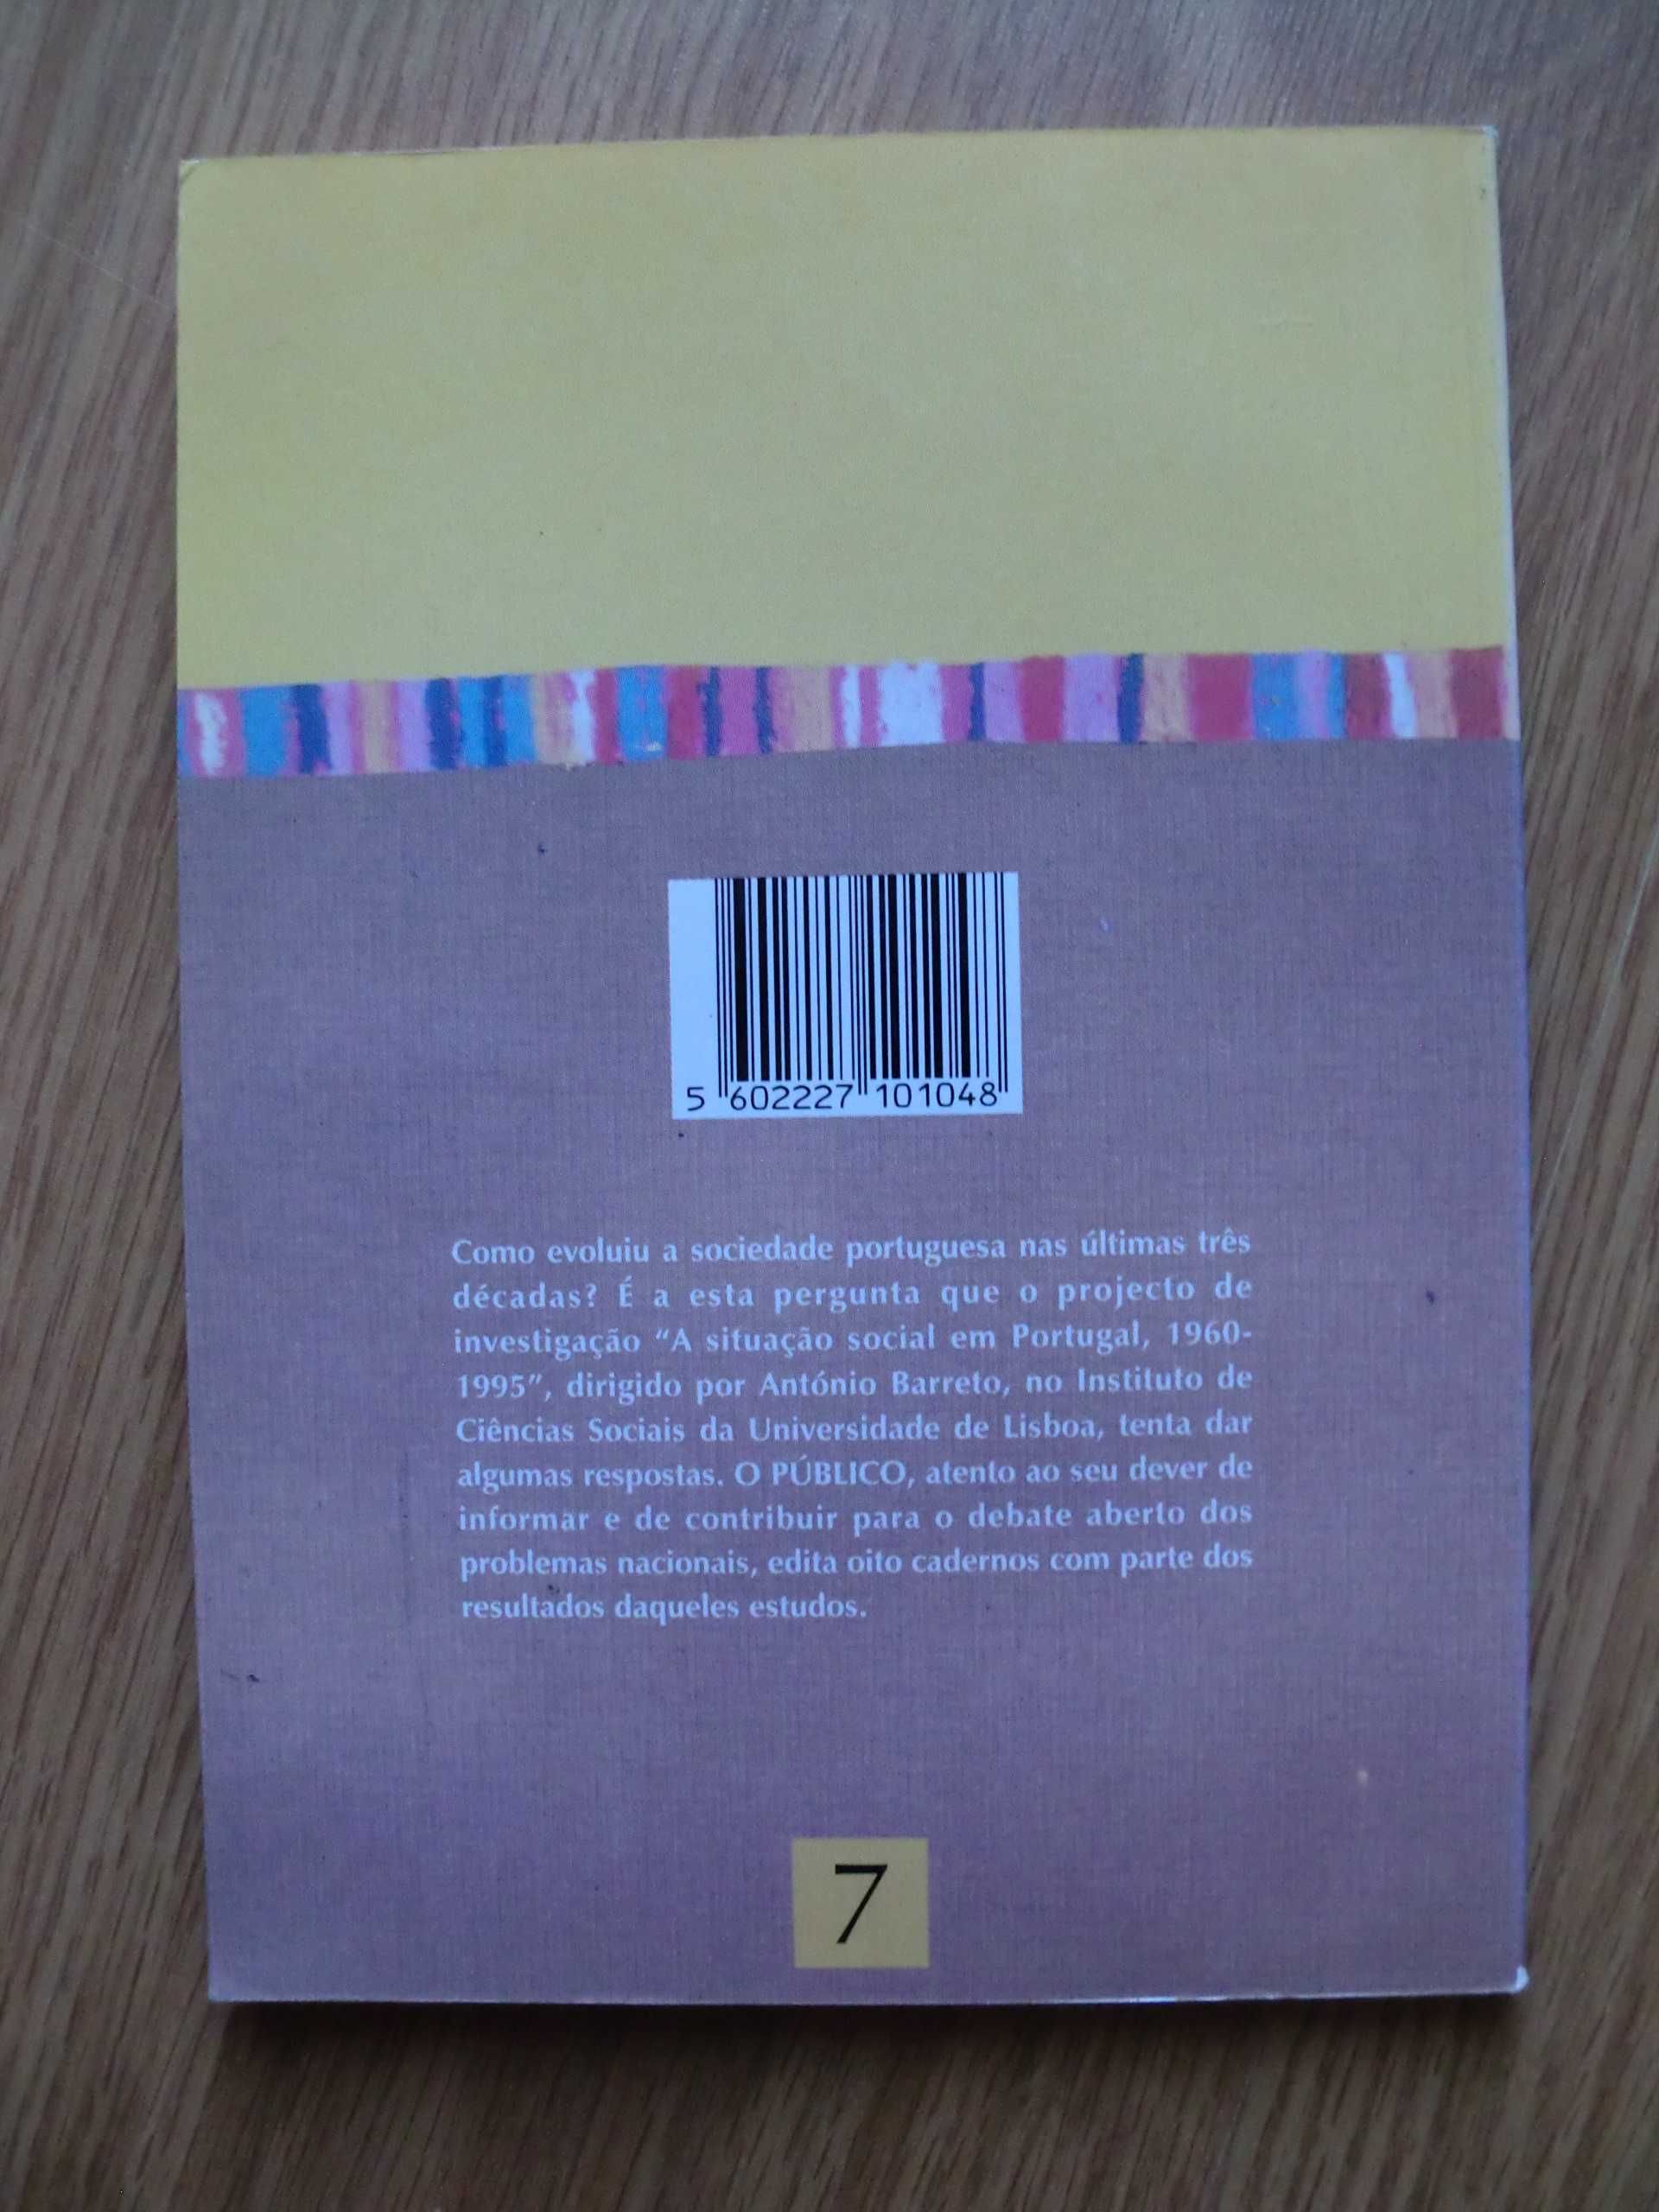 5 602227 101048
Como evoluiu a sociedade portuguesa nas últimas três
décadas? É a esta pergunta que o projecto de
investigação “A situação social em Portugal, 1960-
1995”, dirigido por António Barreto, no Instituto de
Ciências Sociais da Universidade de Lisboa, tenta dar
algumas respostas. O PÚBLICO, atento ao seu dever de
informar e de contribuir para o debate aberto dos
problemas nacionais, edita oito cadernos com parte dos
resultados daqueles estudos.
7